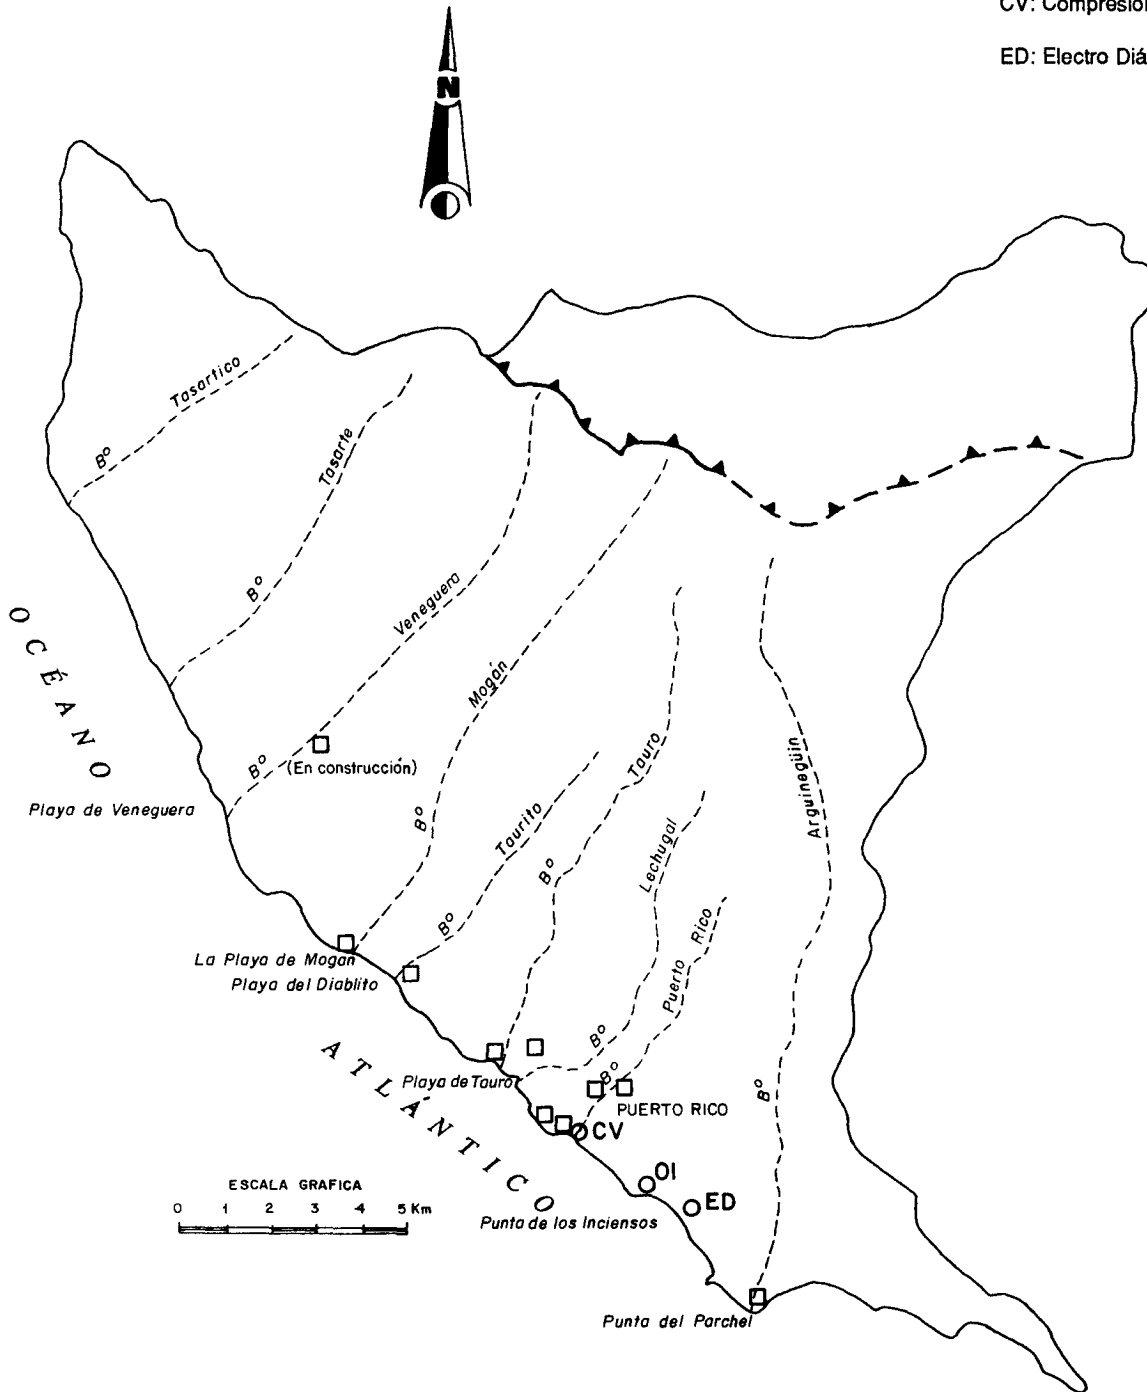 CV: Compresión
ED: Electro Diá
N
Bº Tasartico
Bº Tasarte
Bº Veneguera
Bº Mogán
Bº Taurito
Bº Tauro
Bº Lechugal
Bº Puerto Rico
Bº Arguineguín
OCÉANO
(En construcción)
Playa de Veneguera
La Playa de Mogan
Playa del Diablito
ATLÁNTICO
Playa de Tauro
PUERTO RICO
CV
OI
ED
ESCALA GRAFICA
0 1 2 3 4 5 Km
Punta de los Inciensos
Punta del Parchel